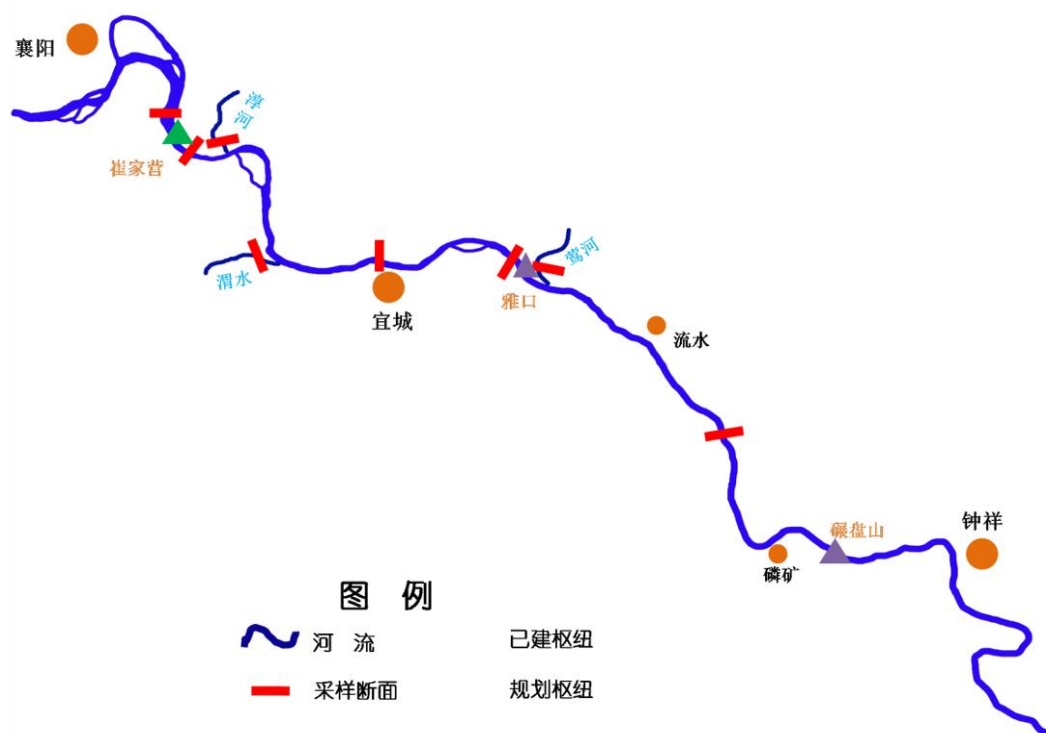 襄阳
淳河
崔家营
渭水
宜城
莺河
雅口
流水
碾盘山
钟祥
磷矿
图 例
河 流 已建枢纽
采样断面 规划枢纽